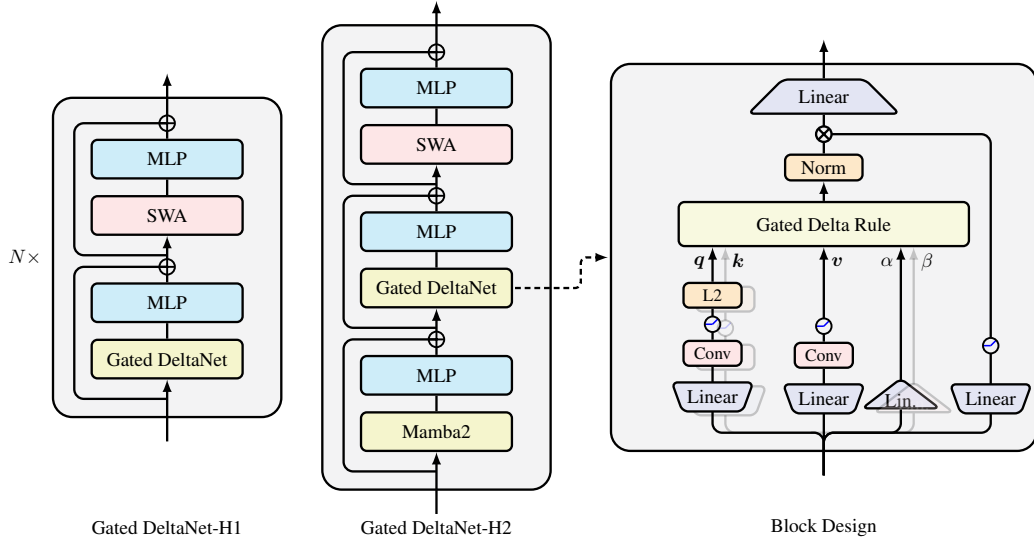 N×
MLP
SWA
MLP
Gated DeltaNet
Gated DeltaNet-H1
MLP
SWA
MLP
Gated DeltaNet
MLP
Mamba2
Gated DeltaNet-H2
Linear
Norm
Gated Delta Rule
q k v α β
L2
Conv Conv
Linear Linear Lin... Linear
Block Design